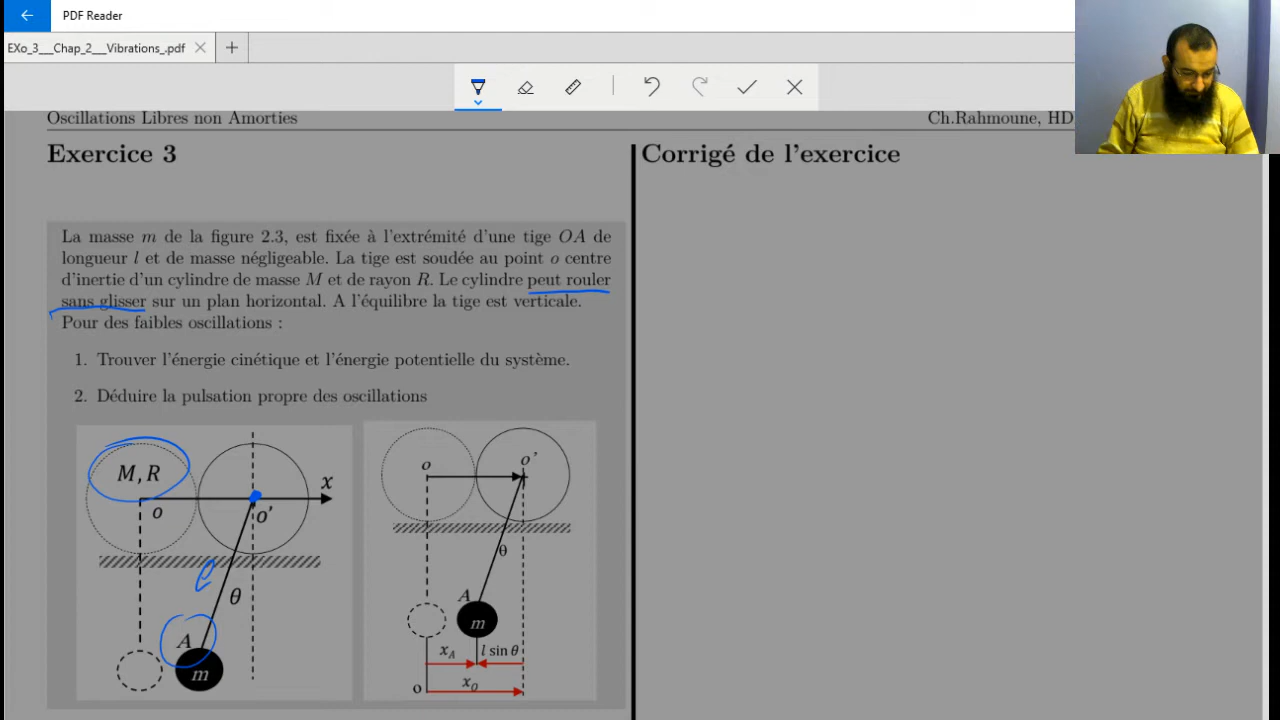 PDF Reader
EXo_3___Chap_2___Vibrations_.pdf
Oscillations Libres non Amorties
Ch.Rahmoune, HD
Exercice 3
La masse m de la figure 2.3, est fixée à l'extrémité d'une tige OA de
longueur l et de masse négligeable. La tige est soudée au point o centre
d'inertie d'un cylindre de masse M et de rayon R. Le cylindre peut rouler
sans glisser sur un plan horizontal. A l'équilibre la tige est verticale.
Pour des faibles oscillations :
1. Trouver l'énergie cinétique et l'énergie potentielle du système.
2. Déduire la pulsation propre des oscillations
M, R
x
o
o'
θ
A
m
o
o'
θ
A
m
x_A
l sin θ
o
x_O
Corrigé de l'exercice